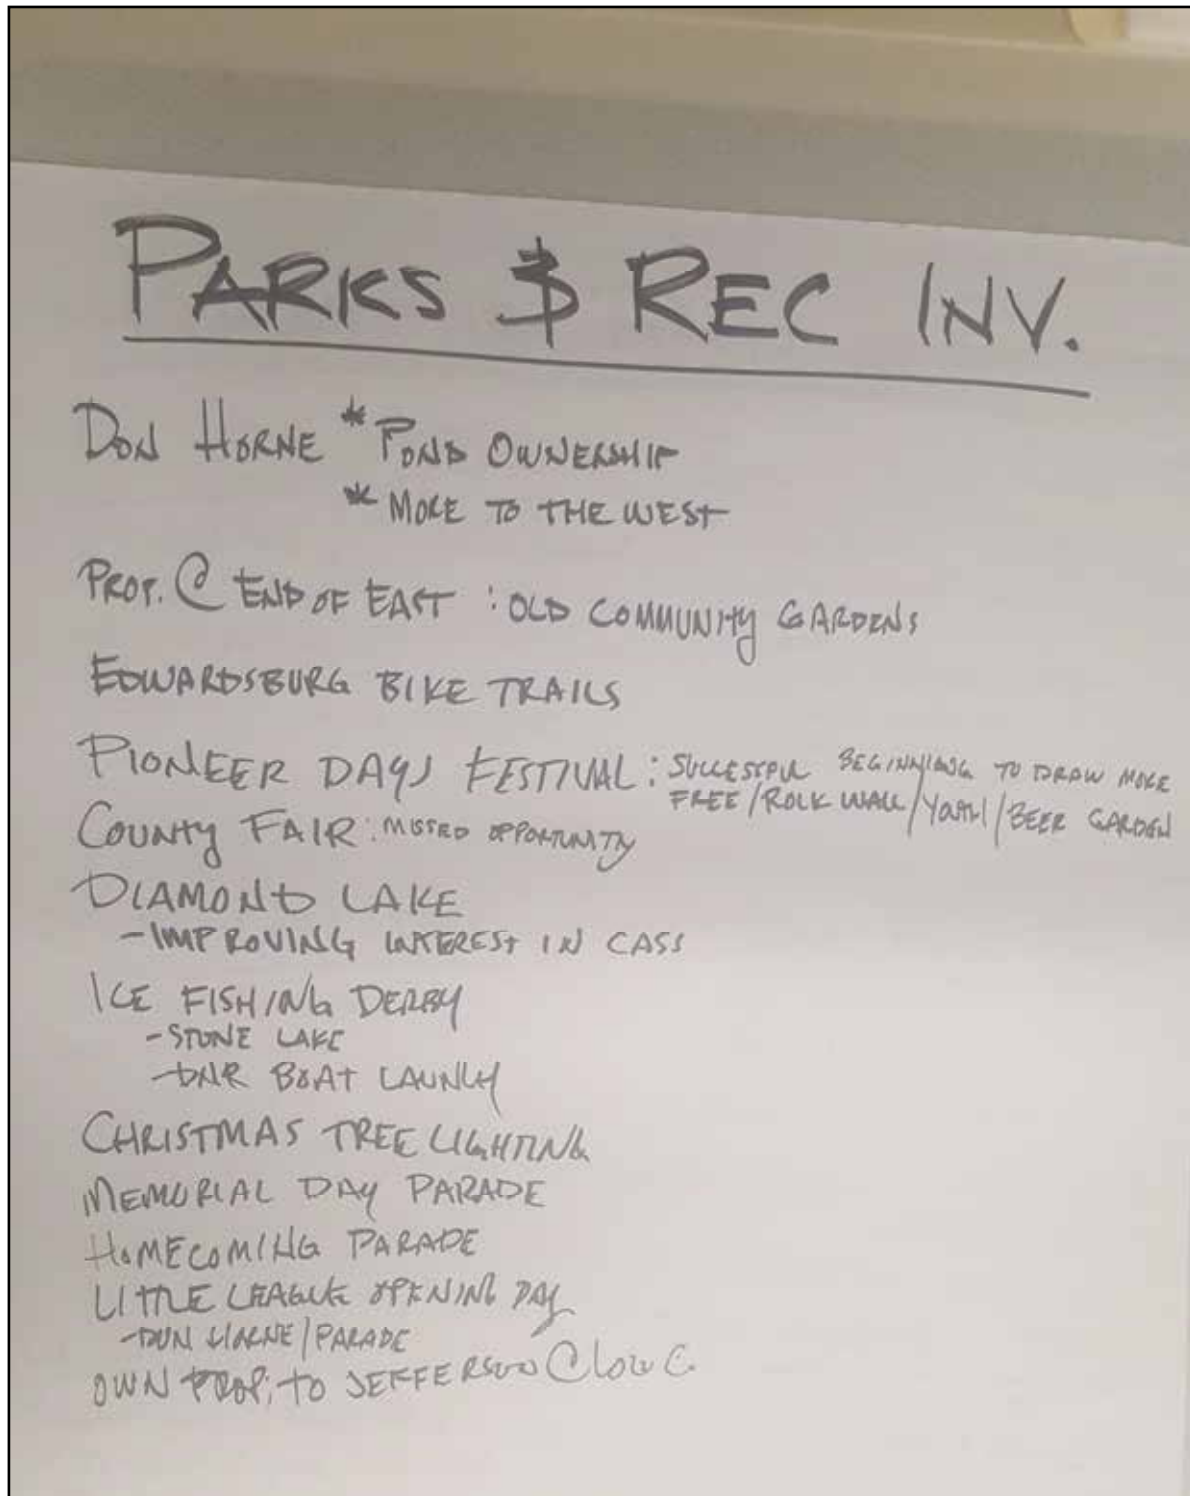 PARKS & REC INV.
DON HORNE * POND OWNERSHIP
* MORE TO THE WEST
PROP. @ END OF EAST : OLD COMMUNITY GARDENS
EDWARDSBURG BIKE TRAILS
PIONEER DAYS FESTIVAL : SUCCESSFUL BEGINNING TO DRAW MORE
FREE/ROCK WALL/YOUTH/BEER GARDEN
COUNTY FAIR : MISSED OPPORTUNITY
DIAMOND LAKE
- IMPROVING INTEREST IN CASS
ICE FISHING DERBY
- STONE LAKE
- DNR BOAT LAUNCH
CHRISTMAS TREE LIGHTING
MEMORIAL DAY PARADE
HOMECOMING PARADE
LITTLE LEAGUE OPENING DAY
- DON HORNE/PARADE
OWN PROP. TO JEFFERSON @